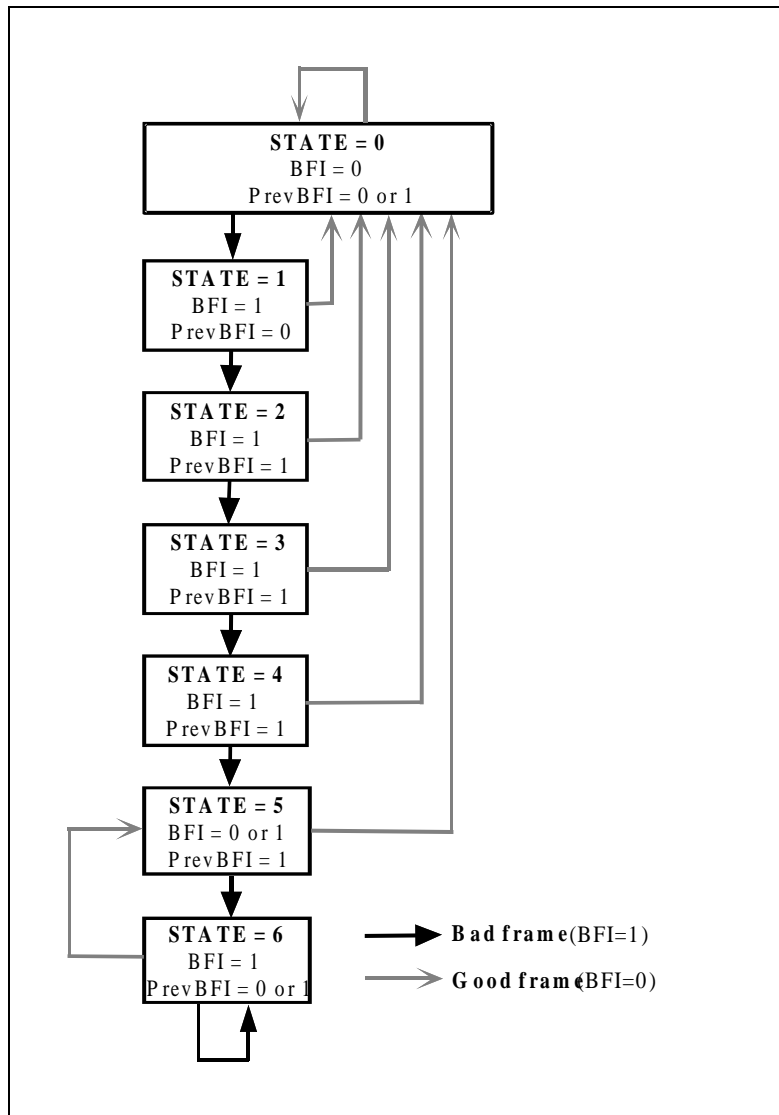 STATE = 0
BFI = 0
PrevBFI = 0 or 1
STATE = 1
BFI = 1
PrevBFI = 0
STATE = 2
BFI = 1
PrevBFI = 1
STATE = 3
BFI = 1
PrevBFI = 1
STATE = 4
BFI = 1
PrevBFI = 1
STATE = 5
BFI = 0 or 1
PrevBFI = 1
STATE = 6
BFI = 1
PrevBFI = 0 or 1
Bad frame (BFI=1)
Good frame (BFI=0)